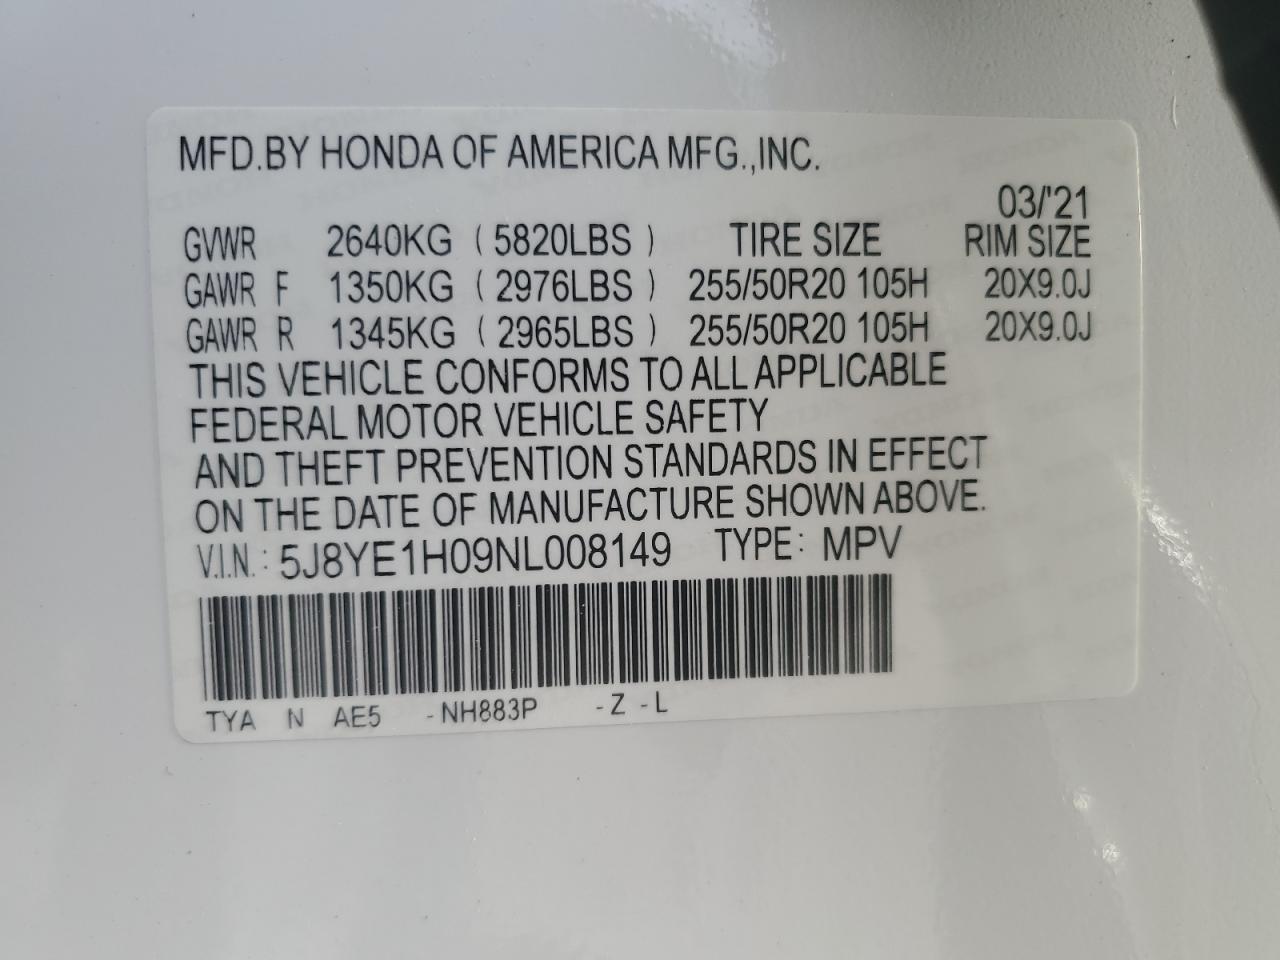 MFD.BY HONDA OF AMERICA MFG.,INC.
03/'21
GVWR 2640KG ( 5820LBS ) TIRE SIZE RIM SIZE
GAWR F 1350KG ( 2976LBS ) 255/50R20 105H 20X9.0J
GAWR R 1345KG ( 2965LBS ) 255/50R20 105H 20X9.0J
THIS VEHICLE CONFORMS TO ALL APPLICABLE
FEDERAL MOTOR VEHICLE SAFETY
AND THEFT PREVENTION STANDARDS IN EFFECT
ON THE DATE OF MANUFACTURE SHOWN ABOVE.
V.I.N.: 5J8YE1H09NL008149 TYPE: MPV
TYA N AE5 -NH883P -Z -L